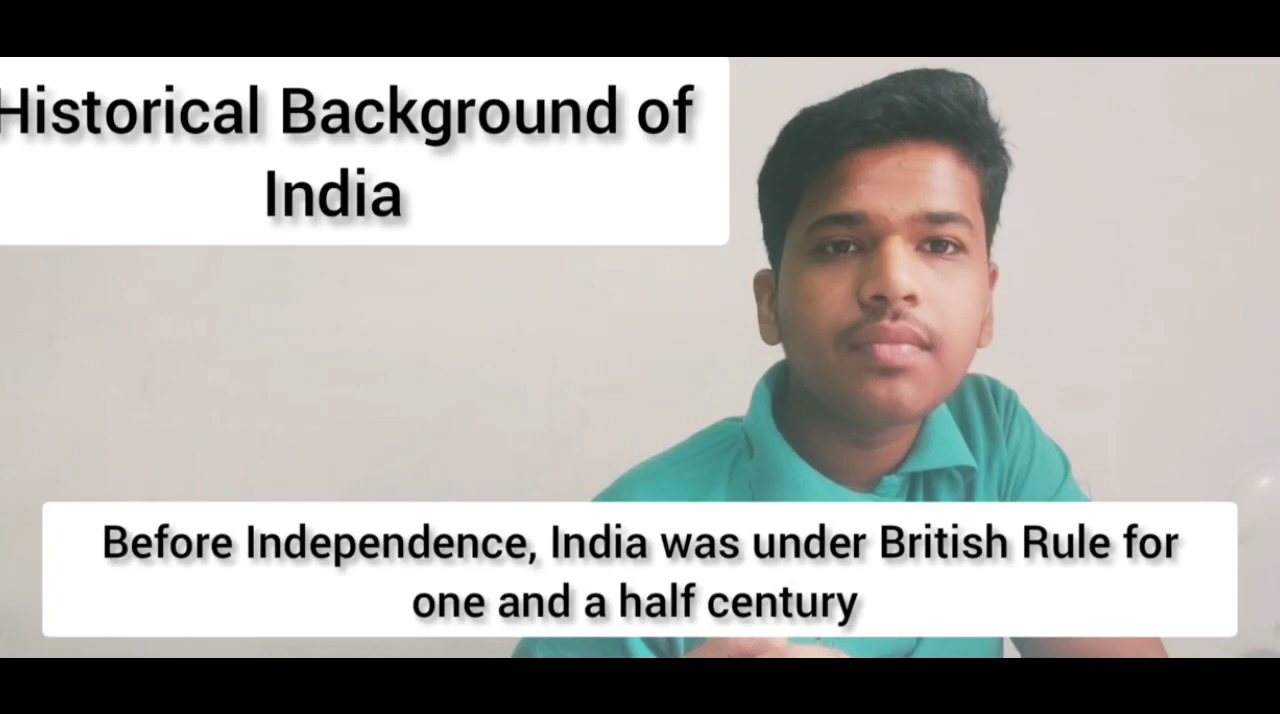 Historical Background of
India
Before Independence, India was under British Rule for
one and a half century